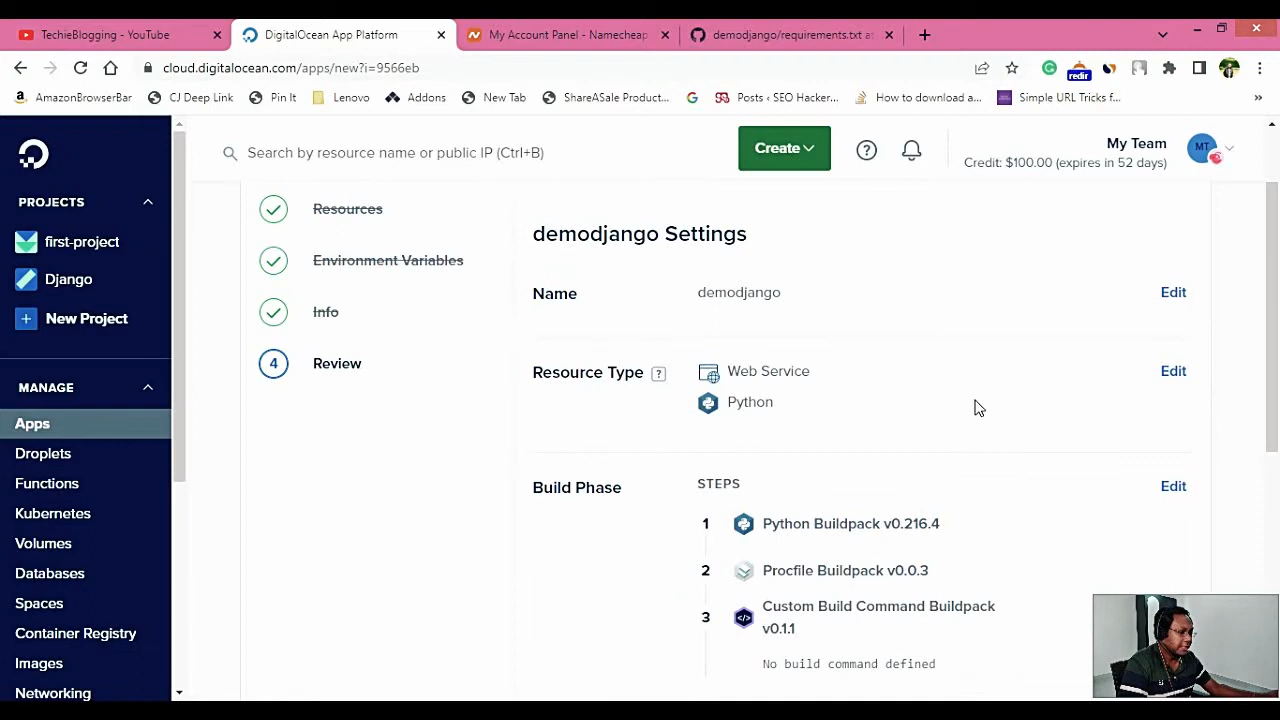 TechieBlogging - YouTube
DigitalOcean App Platform
My Account Panel - Namecheap
demodjango/requirements.txt at
cloud.digitalocean.com/apps/new?i=9566eb
redir
AmazonBrowserBar
CJ Deep Link
Pin It
Lenovo
Addons
New Tab
ShareASale Product...
Posts ‹ SEO Hacker...
How to download a...
Simple URL Tricks f...
»
Search by resource name or public IP (Ctrl+B)
Create
?
My Team
Credit: $100.00 (expires in 52 days)
MT
PROJECTS
first-project
Django
New Project
MANAGE
Apps
Droplets
Functions
Kubernetes
Volumes
Databases
Spaces
Container Registry
Images
Networking
Resources
Environment Variables
Info
4 Review
demodjango Settings
Name demodjango Edit
Resource Type ? Web Service Edit
Python
Build Phase STEPS Edit
1 Python Buildpack v0.216.4
2 Procfile Buildpack v0.0.3
3 Custom Build Command Buildpack
v0.1.1
No build command defined